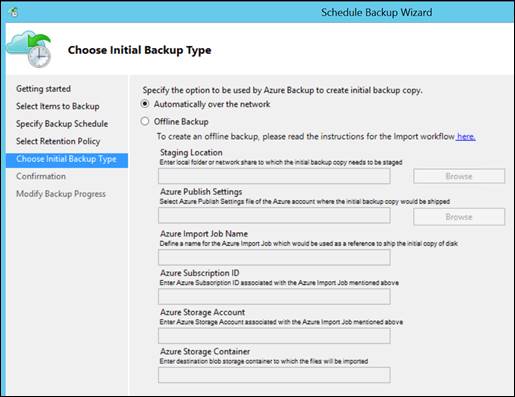 Schedule Backup Wizard
Choose Initial Backup Type
Getting started
Select Items to Backup
Specify Backup Schedule
Select Retention Policy
Choose Initial Backup Type
Confirmation
Modify Backup Progress
Specify the option to be used by Azure Backup to create initial backup copy.
Automatically over the network
Offline Backup
To create an offline backup, please read the instructions for the Import workflow here.
Staging Location
Enter local folder or network share to which the initial backup copy needs to be staged
Browse
Azure Publish Settings
Select Azure Publish Settings file of the Azure account where the initial backup copy would be shipped
Browse
Azure Import Job Name
Define a name for the Azure Import Job which would be used as a reference to ship the initial copy of disk
Azure Subscription ID
Enter Azure Subscription ID associated with the Azure Import Job mentioned above
Azure Storage Account
Enter Azure Storage Account associated with the Azure Import Job mentioned above
Azure Storage Container
Enter destination blob storage container to which the files will be imported